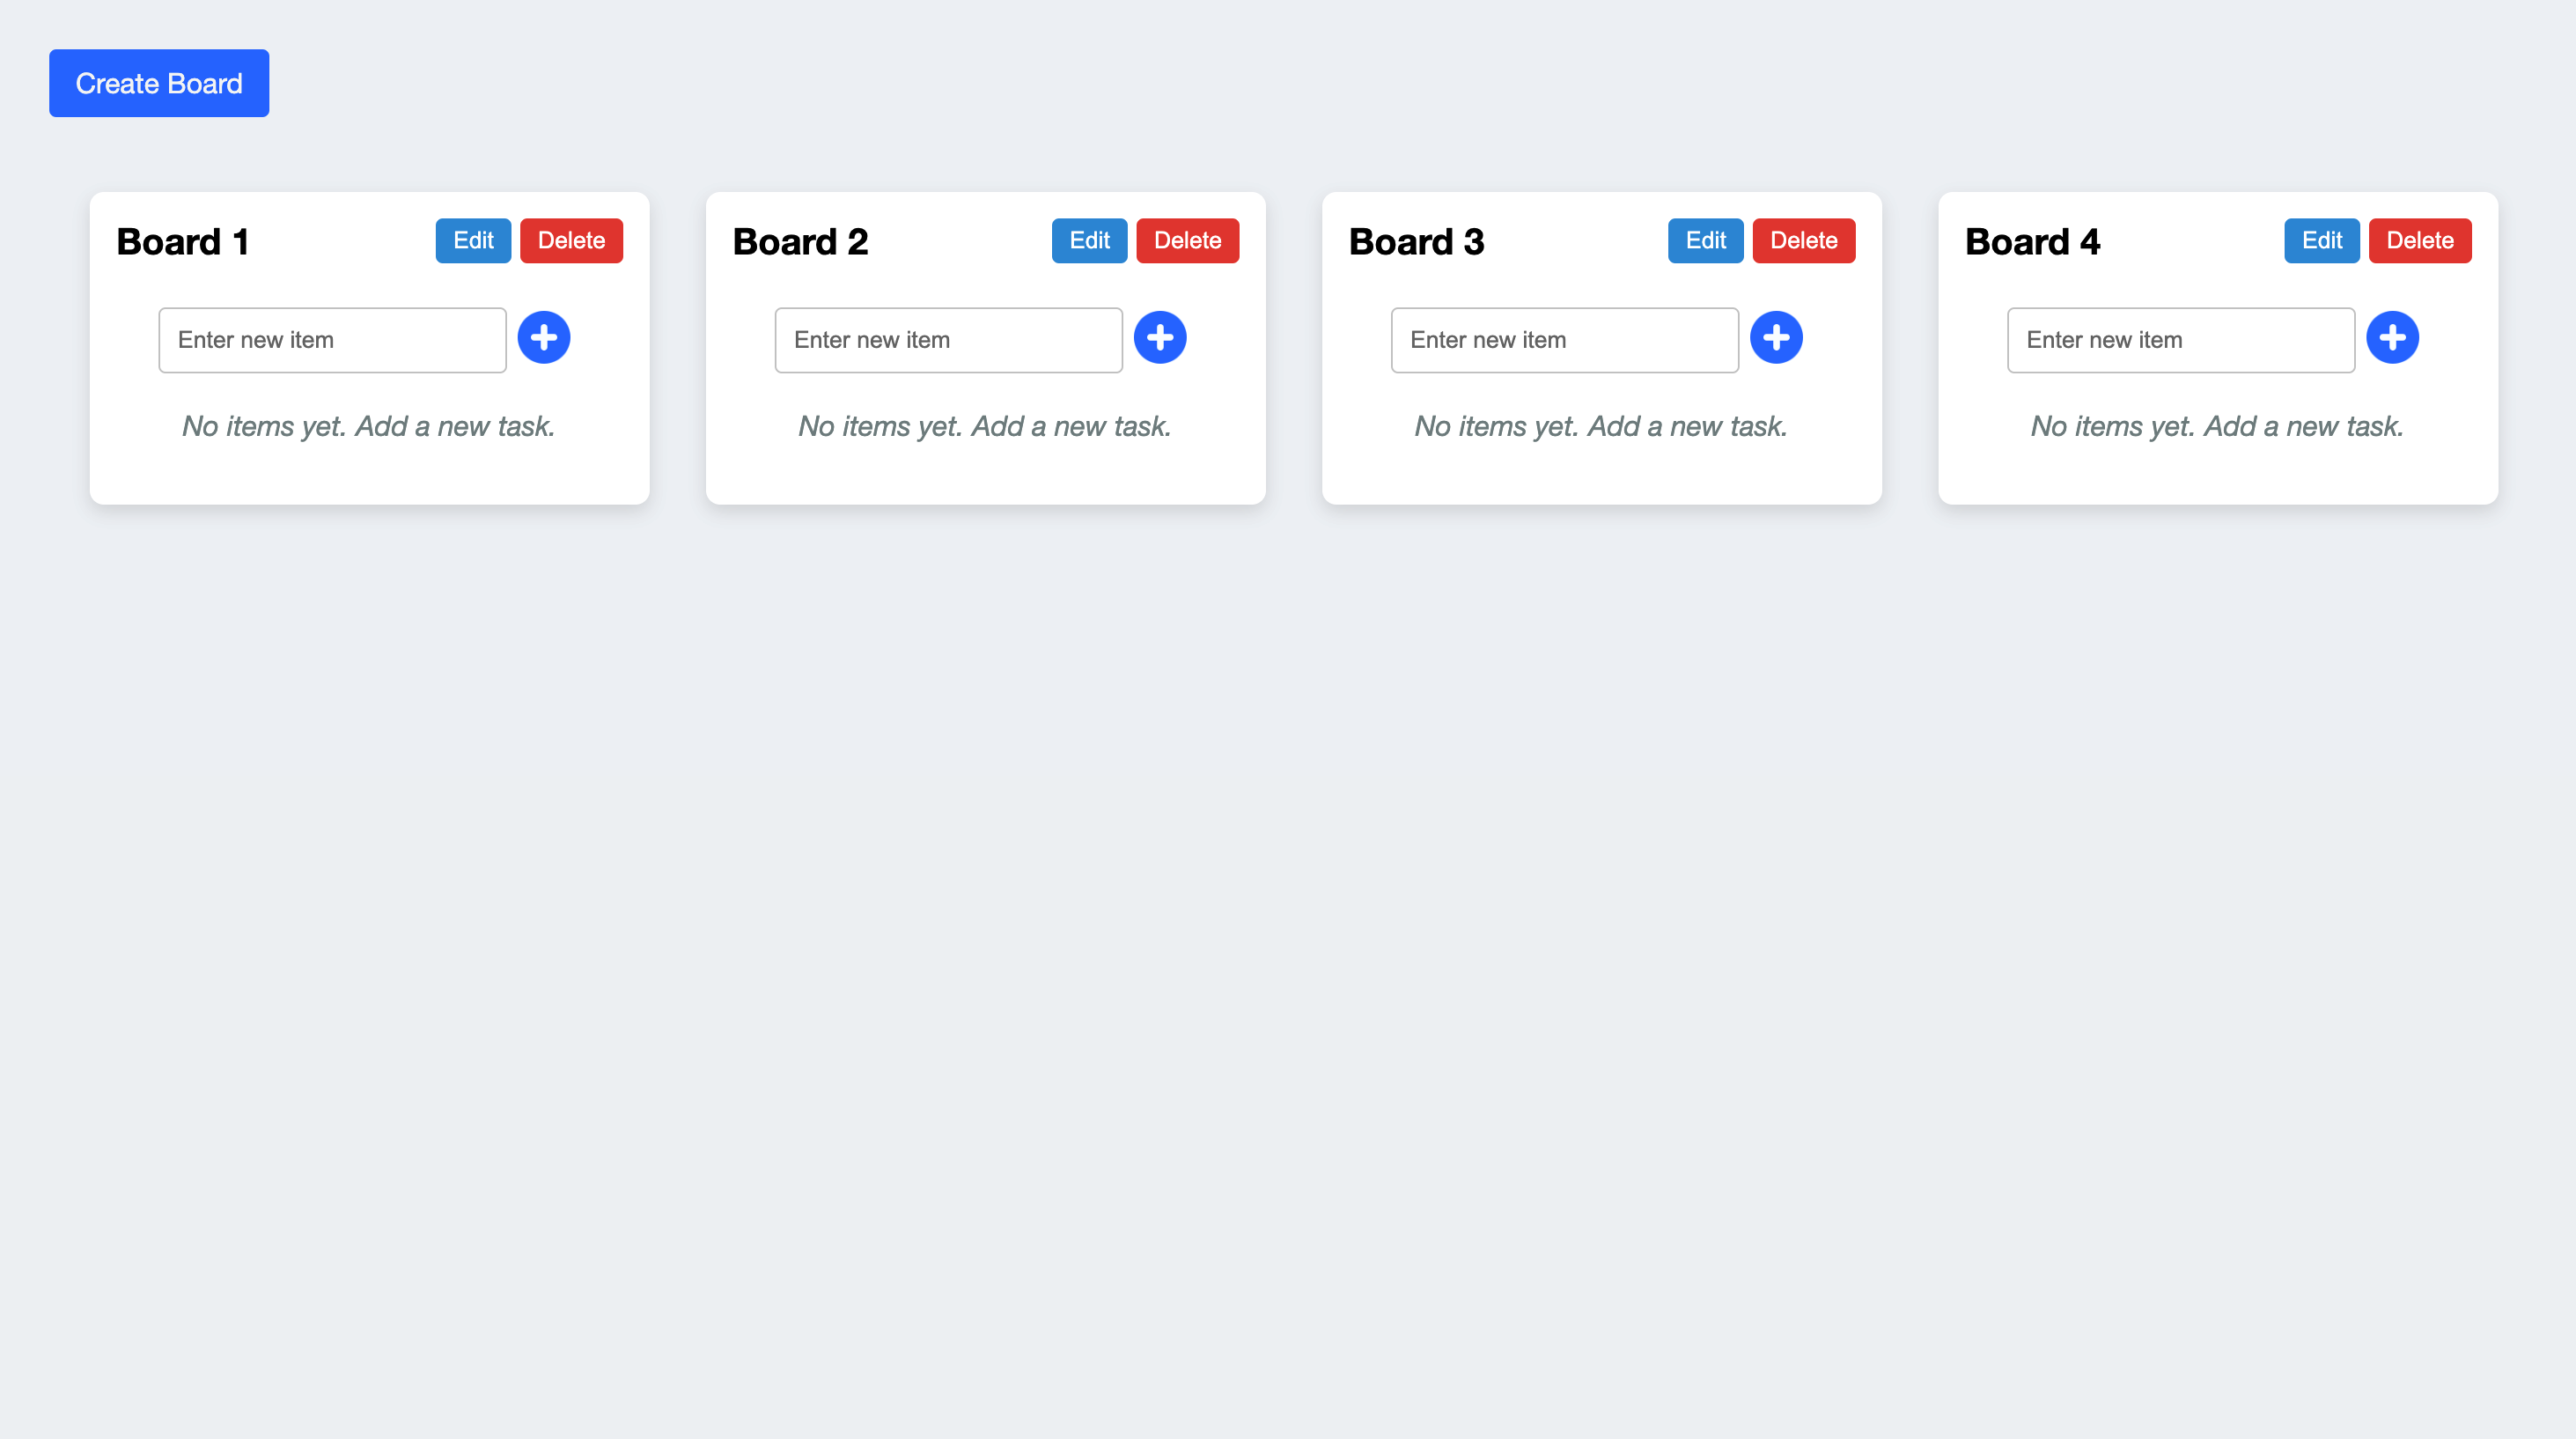 Create Board
Board 1 Edit Delete
Enter new item
No items yet. Add a new task.
Board 2 Edit Delete
Enter new item
No items yet. Add a new task.
Board 3 Edit Delete
Enter new item
No items yet. Add a new task.
Board 4 Edit Delete
Enter new item
No items yet. Add a new task.